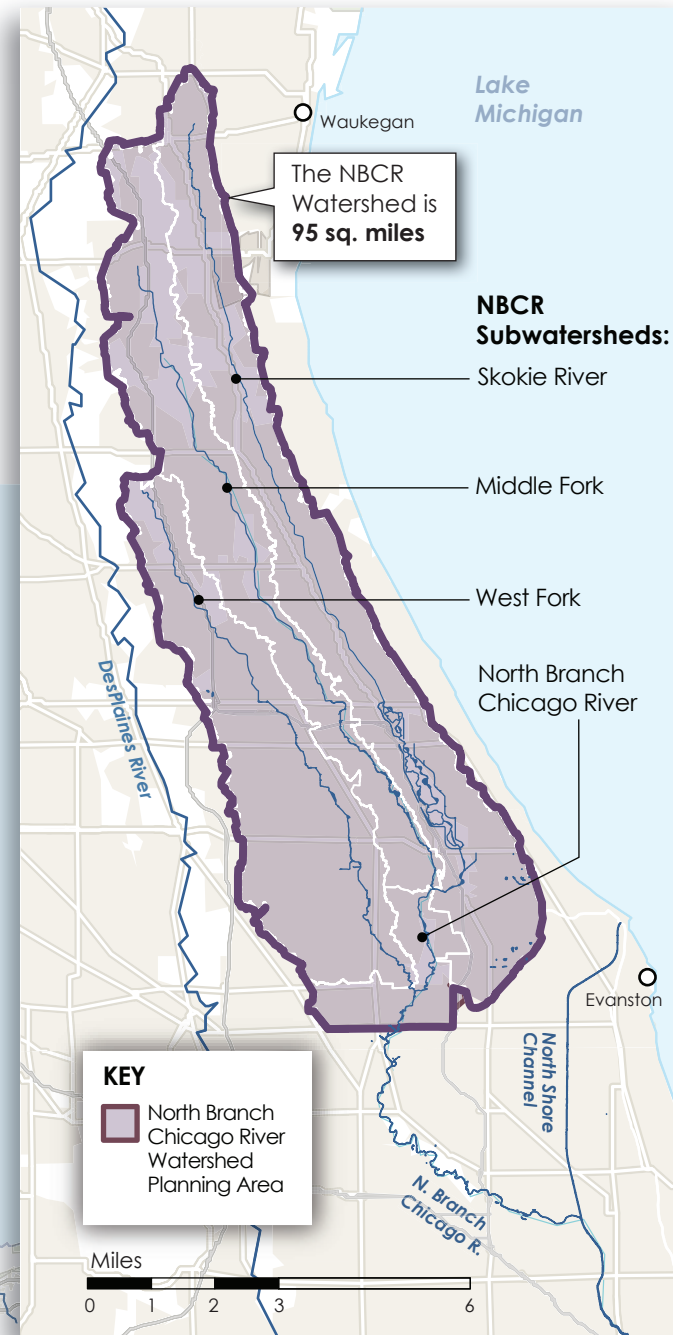 Lake
Michigan
Waukegan
The NBCR
Watershed is
95 sq. miles
NBCR
Subwatersheds:
Skokie River
Middle Fork
West Fork
North Branch
Chicago River
DesPlaines River
Evanston
North Shore
Channel
N. Branch
Chicago R.
KEY
North Branch
Chicago River
Watershed
Planning Area
Miles
0 1 2 3 6